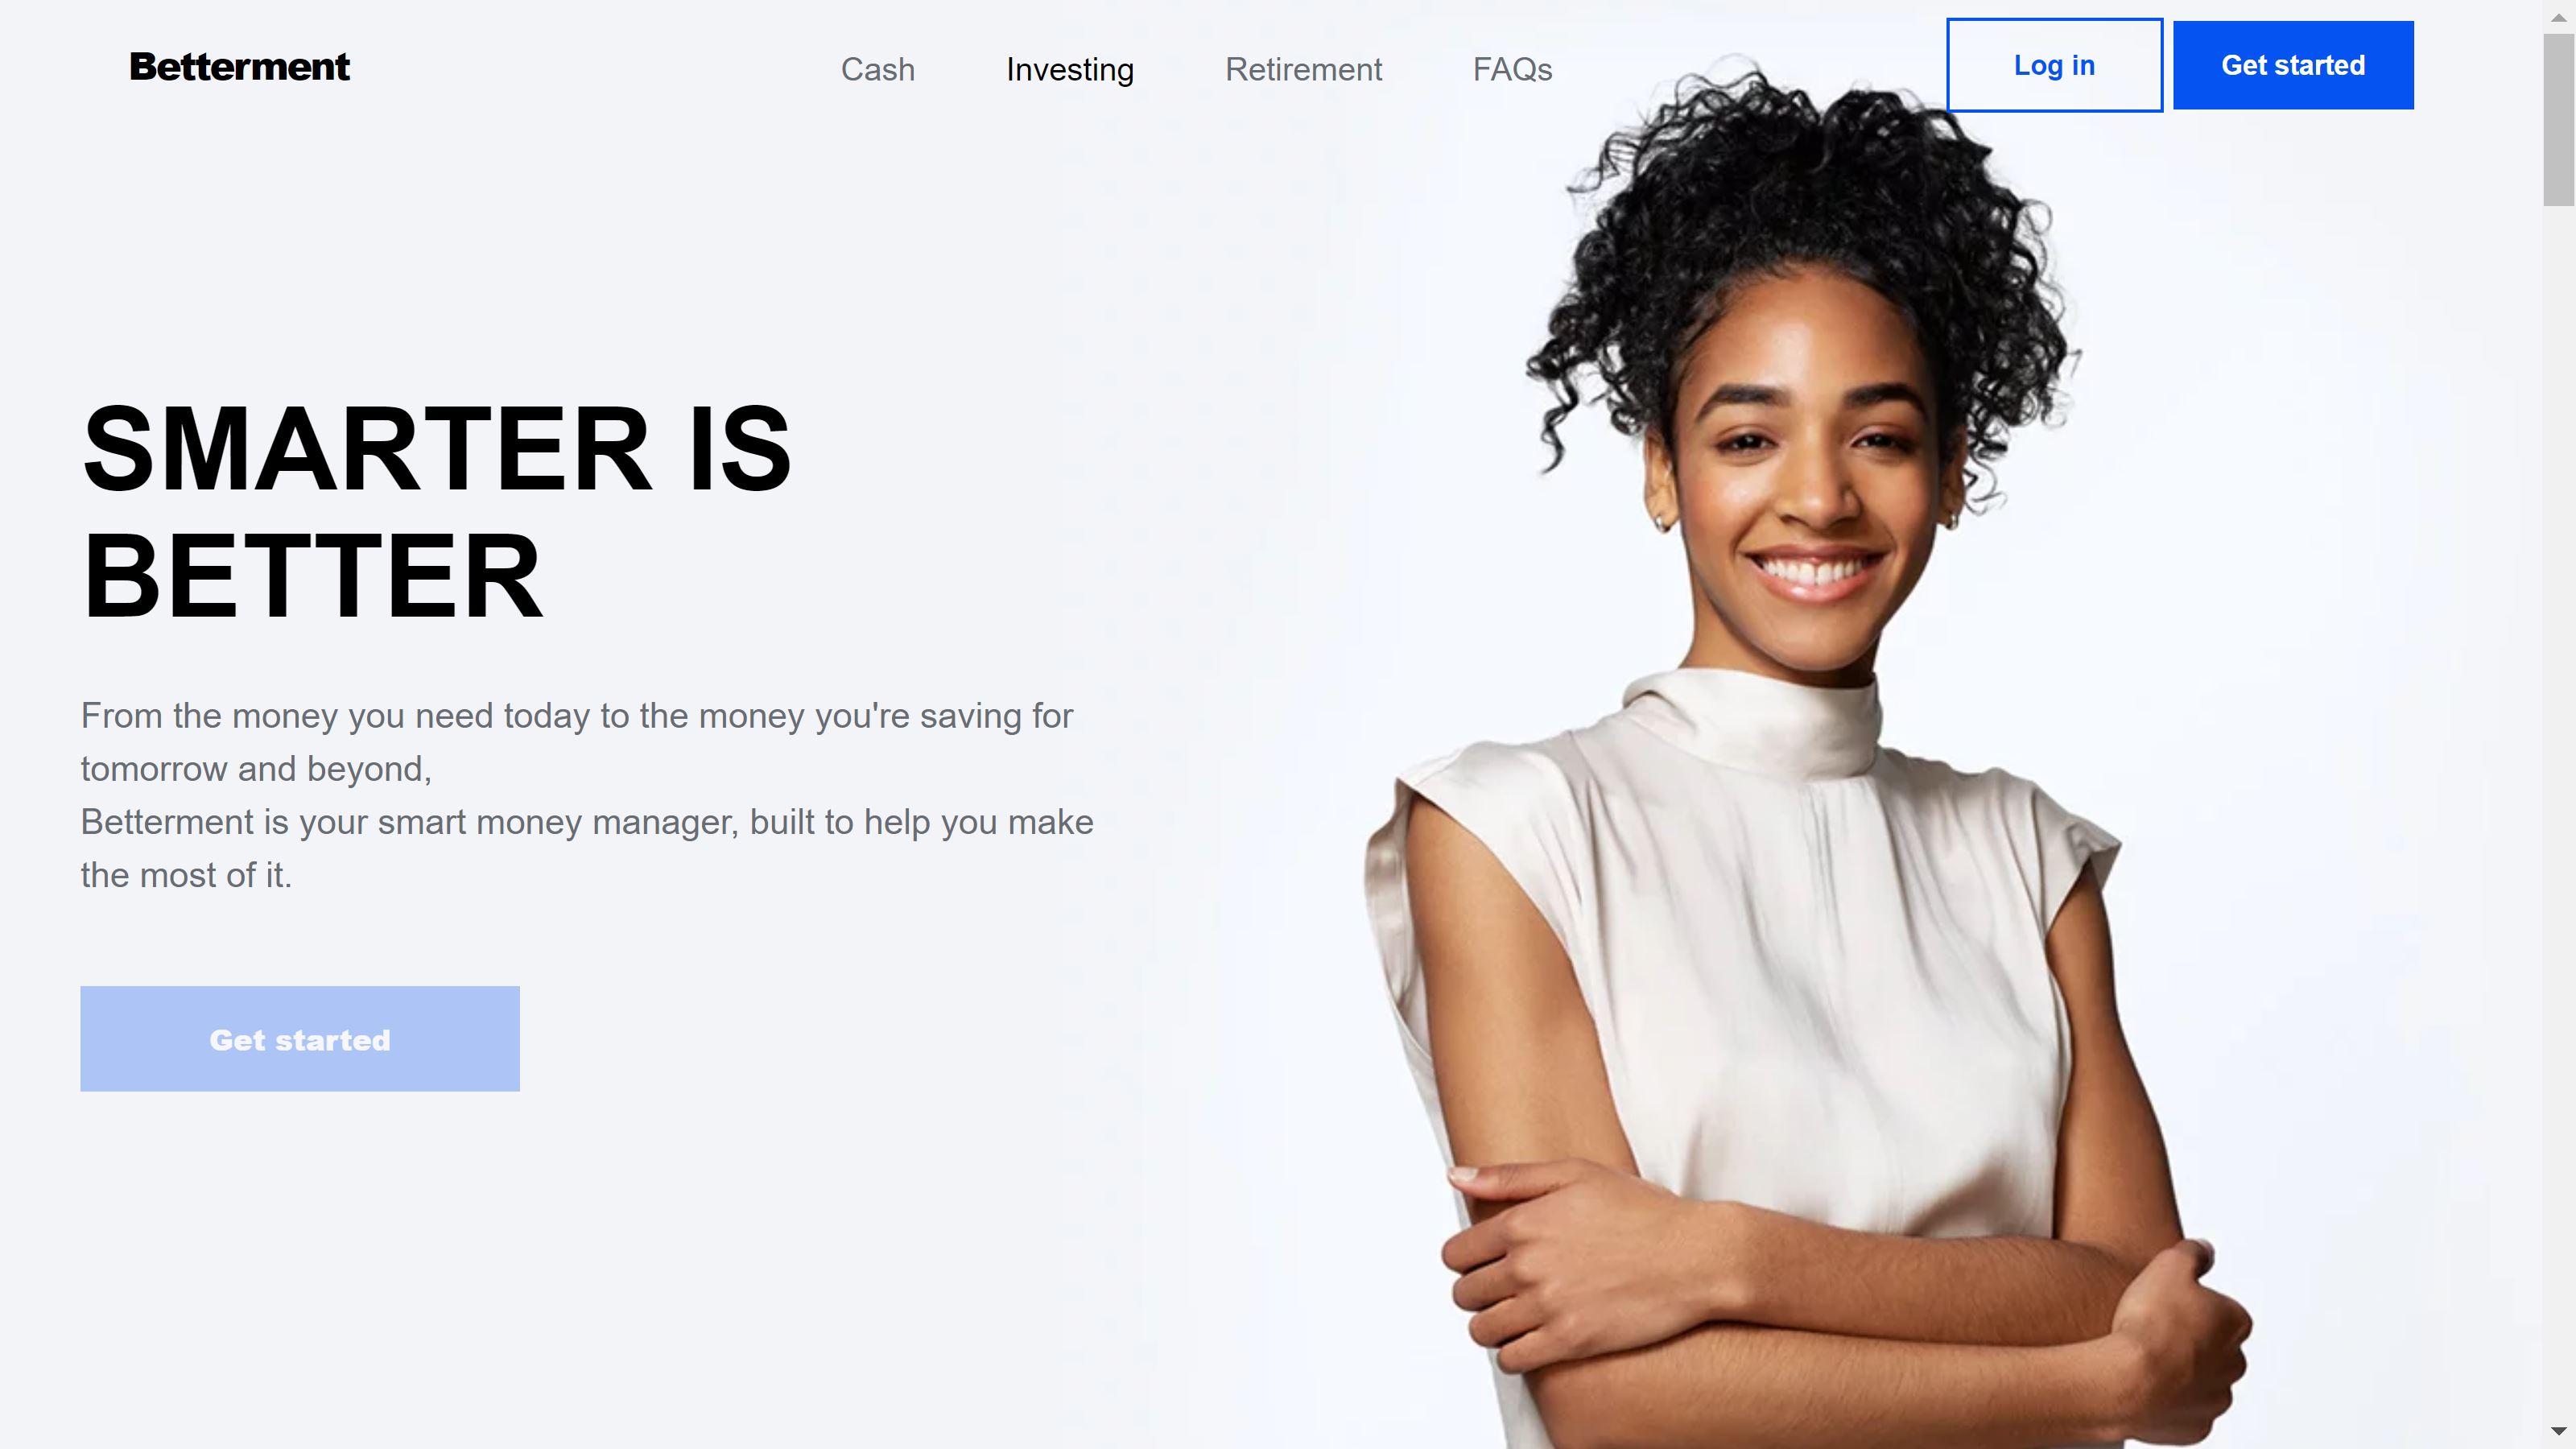 Betterment
Cash
Investing
Retirement
FAQs
Log in
Get started
SMARTER IS
BETTER
From the money you need today to the money you're saving for
tomorrow and beyond,
Betterment is your smart money manager, built to help you make
the most of it.
Get started